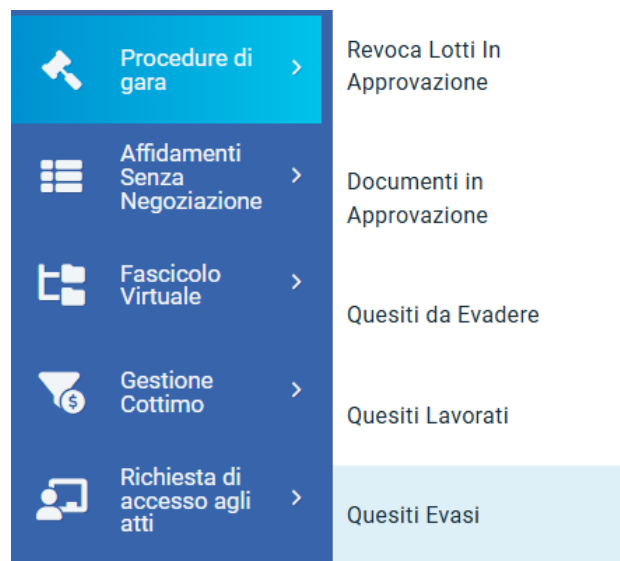 Procedure di
gara
Affidamenti
Senza
Negoziazione
Fascicolo
Virtuale
Gestione
Cottimo
$
Richiesta di
accesso agli
atti
Revoca Lotti In
Approvazione
Documenti in
Approvazione
Quesiti da Evadere
Quesiti Lavorati
Quesiti Evasi